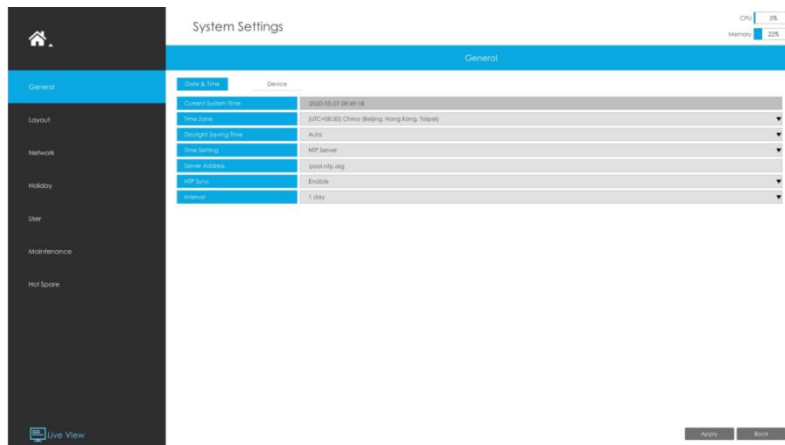 System Settings
CPU 5%
Memory 22%
General
General
Layout
Network
Holiday
User
Maintenance
Hot Spare
Live View
Date & Time Device
Current System Time 2020-05-07 09:49:18
Time Zone (UTC+08:00) China (Beijing, Hong Kong, Taipei)
Daylight Saving Time Auto
Time Setting NTP Server
Server Address pool.ntp.org
NTP Sync Enable
Interval 1 day
Apply Back